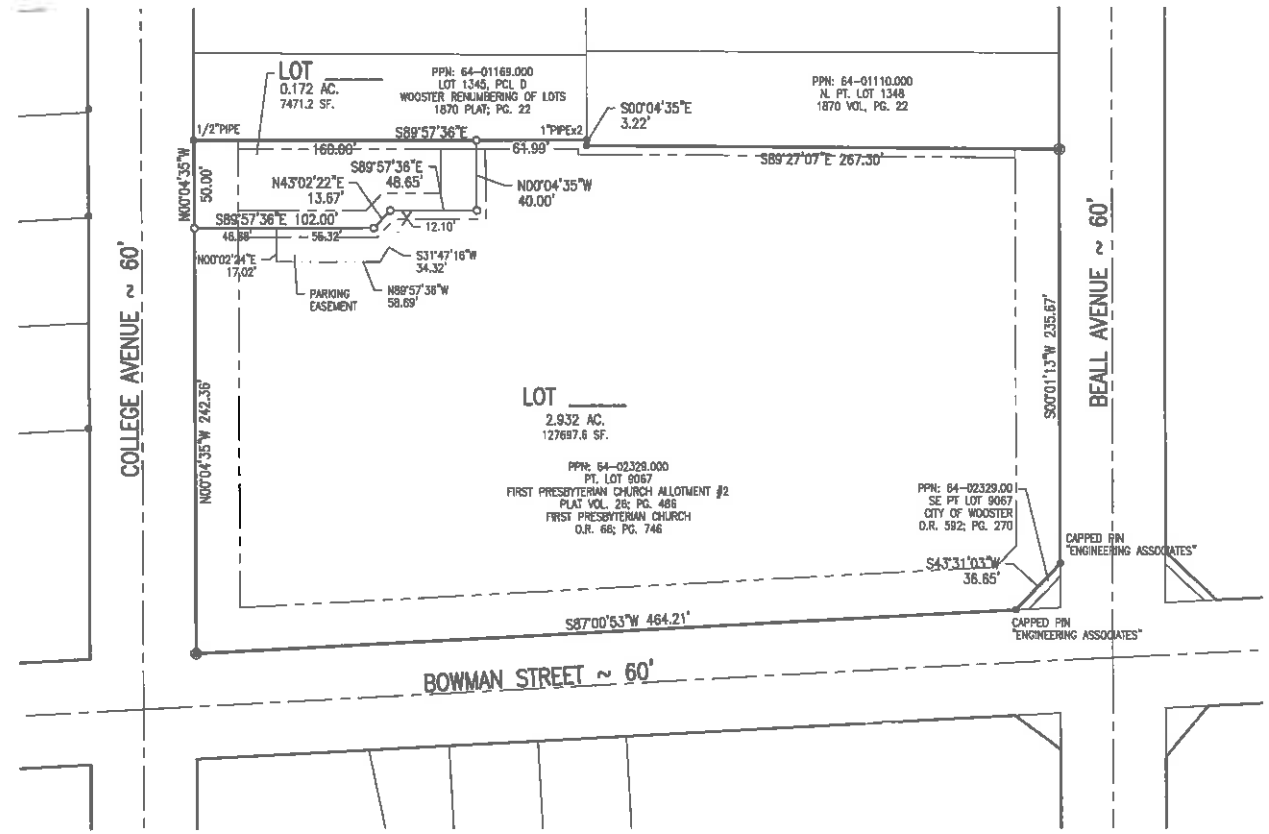 LOT ______
0.172 AC.
7471.2 SF.
PPN: 64-01169.000
LOT 1345, PCL D
WOOSTER RENUMBERING OF LOTS
1870 PLAT; PG. 22
PPN: 64-01110.000
N. PT. LOT 1348
1870 VOL, PG. 22
S00°04'35"E
3.22'
1/2"PIPE
S89°57'36"E
1"PIPEx2
160.00'
61.99'
S89°27'07"E 267.30'
N00°04'35"W
50.00'
S89°57'36"E
48.65'
N43°02'22"E
13.67'
N00°04'35"W
40.00'
S89°57'36"E 102.00'
12.10'
56.32'
N00°02'24"E
17.02'
S31°47'16"W
34.32'
PARKING
EASEMENT
N89°57'36"W
58.69'
COLLEGE AVENUE ~ 60'
BEALL AVENUE ~ 60'
S00°01'13"W 235.67'
N00°04'35"W 242.36'
LOT ______
2.932 AC.
127697.6 SF.
PPN: 64-02329.000
PT. LOT 9067
FIRST PRESBYTERIAN CHURCH ALLOTMENT #2
PLAT VOL. 26; PG. 486
FIRST PRESBYTERIAN CHURCH
O.R. 66; PG. 746
PPN: 64-02329.00
SE PT LOT 9067
CITY OF WOOSTER
O.R. 592; PG. 270
CAPPED PIN
"ENGINEERING ASSOCIATES"
S43°31'03"W
36.65'
S87°00'53"W 464.21'
CAPPED PIN
"ENGINEERING ASSOCIATES"
BOWMAN STREET ~ 60'